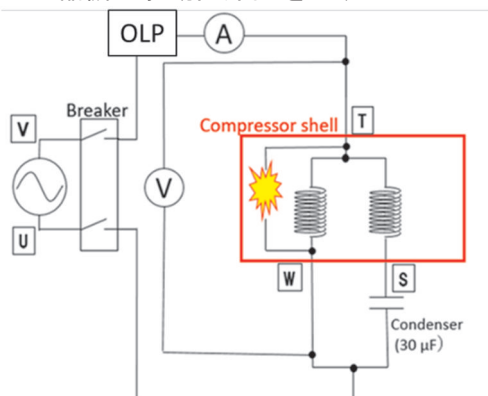 OLP
A
Breaker
V
Compressor shell
T
V
U
W
S
Condenser
(30 μF)